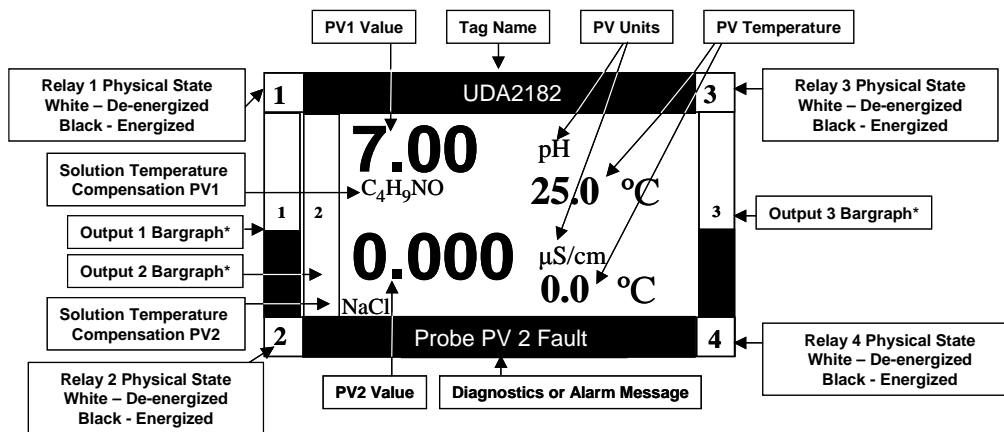 PV1 Value
Tag Name
PV Units
PV Temperature
Relay 1 Physical State
White – De-energized
Black - Energized
Relay 3 Physical State
White – De-energized
Black - Energized
1
UDA2182
3
7.00
pH
Solution Temperature
Compensation PV1
C₄H₉NO
25.0 ºC
1
2
3
Output 1 Bargraph*
Output 3 Bargraph*
0.000
µS/cm
Output 2 Bargraph*
0.0 ºC
Solution Temperature
Compensation PV2
NaCl
2
Probe PV 2 Fault
4
Relay 2 Physical State
White – De-energized
Black - Energized
PV2 Value
Diagnostics or Alarm Message
Relay 4 Physical State
White – De-energized
Black - Energized